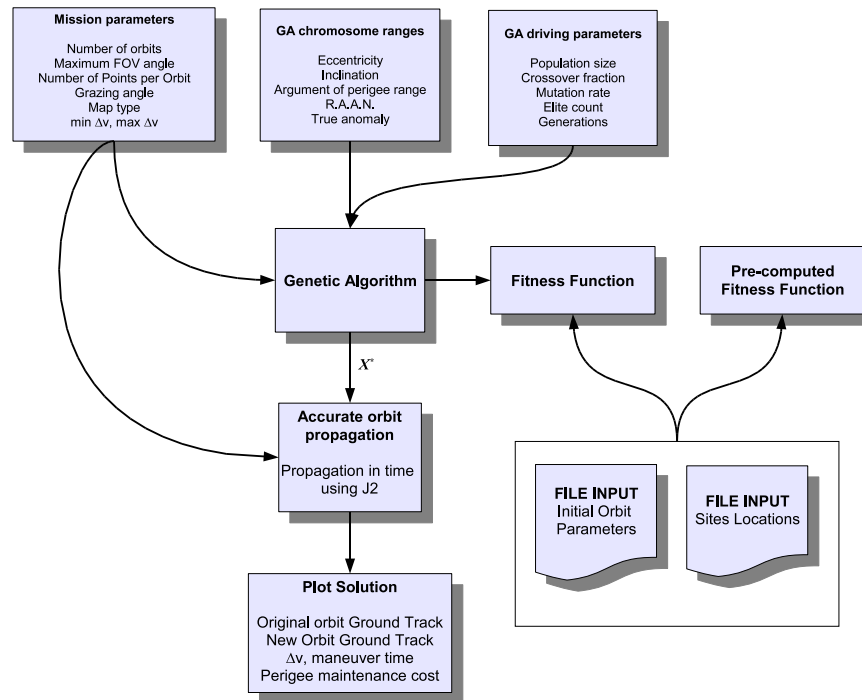 Mission parameters
Number of orbits
Maximum FOV angle
Number of Points per Orbit
Grazing angle
Map type
min Δv, max Δv
GA chromosome ranges
Eccentricity
Inclination
Argument of perigee range
R.A.A.N.
True anomaly
GA driving parameters
Population size
Crossover fraction
Mutation rate
Elite count
Generations
Genetic Algorithm
Fitness Function
Pre-computed
Fitness Function
X*
Accurate orbit
propagation
Propagation in time
using J2
FILE INPUT
Initial Orbit
Parameters
FILE INPUT
Sites Locations
Plot Solution
Original orbit Ground Track
New Orbit Ground Track
Δv, maneuver time
Perigee maintenance cost